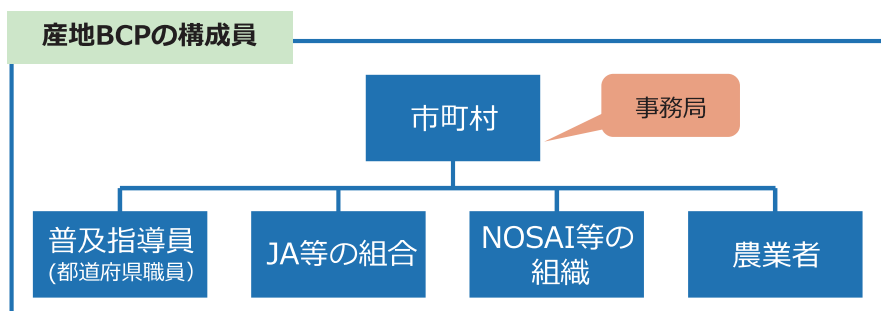 産地BCPの構成員
市町村
事務局
普及指導員
(都道府県職員）
JA等の組合
NOSAI等の
組織
農業者